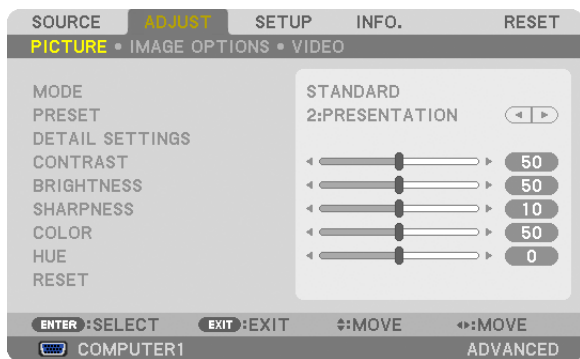 SOURCE ADJUST SETUP INFO. RESET
PICTURE • IMAGE OPTIONS • VIDEO
MODE STANDARD
PRESET 2:PRESENTATION
DETAIL SETTINGS
CONTRAST 50
BRIGHTNESS 50
SHARPNESS 10
COLOR 50
HUE 0
RESET
ENTER:SELECT EXIT:EXIT :MOVE :MOVE
COMPUTER1 ADVANCED